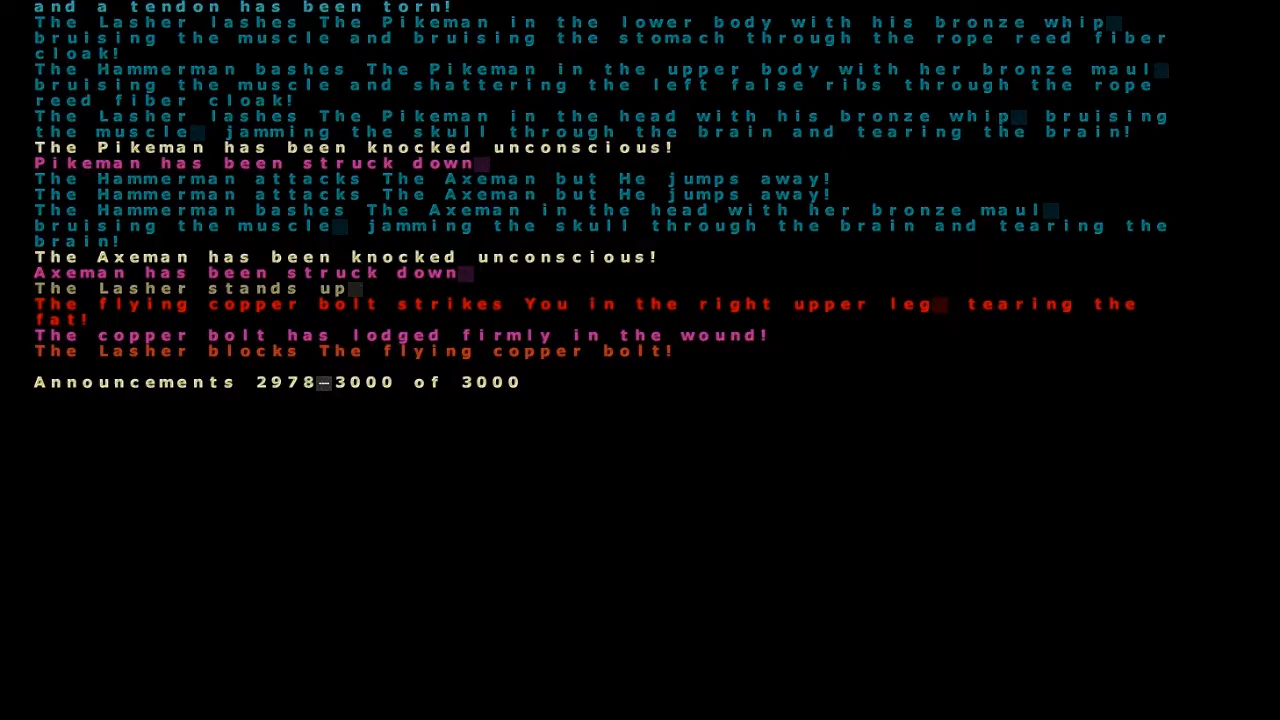 and a tendon has been torn!
The Lasher lashes The Pikeman in the lower body with his bronze whip
bruising the muscle and bruising the stomach through the rope reed fiber
cloak!
The Hammerman bashes The Pikeman in the upper body with her bronze maul
bruising the muscle and shattering the left false ribs through the rope
reed fiber cloak!
The Lasher lashes The Pikeman in the head with his bronze whip bruising
the muscle jamming the skull through the brain and tearing the brain!
The Pikeman has been knocked unconscious!
Pikeman has been struck down
The Hammerman attacks The Axeman but He jumps away!
The Hammerman attacks The Axeman but He jumps away!
The Hammerman bashes The Axeman in the head with her bronze maul
bruising the muscle jamming the skull through the brain and tearing the
brain!
The Axeman has been knocked unconscious!
Axeman has been struck down
The Lasher stands up
The flying copper bolt strikes You in the right upper leg tearing the
fat!
The copper bolt has lodged firmly in the wound!
The Lasher blocks The flying copper bolt!
Announcements 2978-3000 of 3000